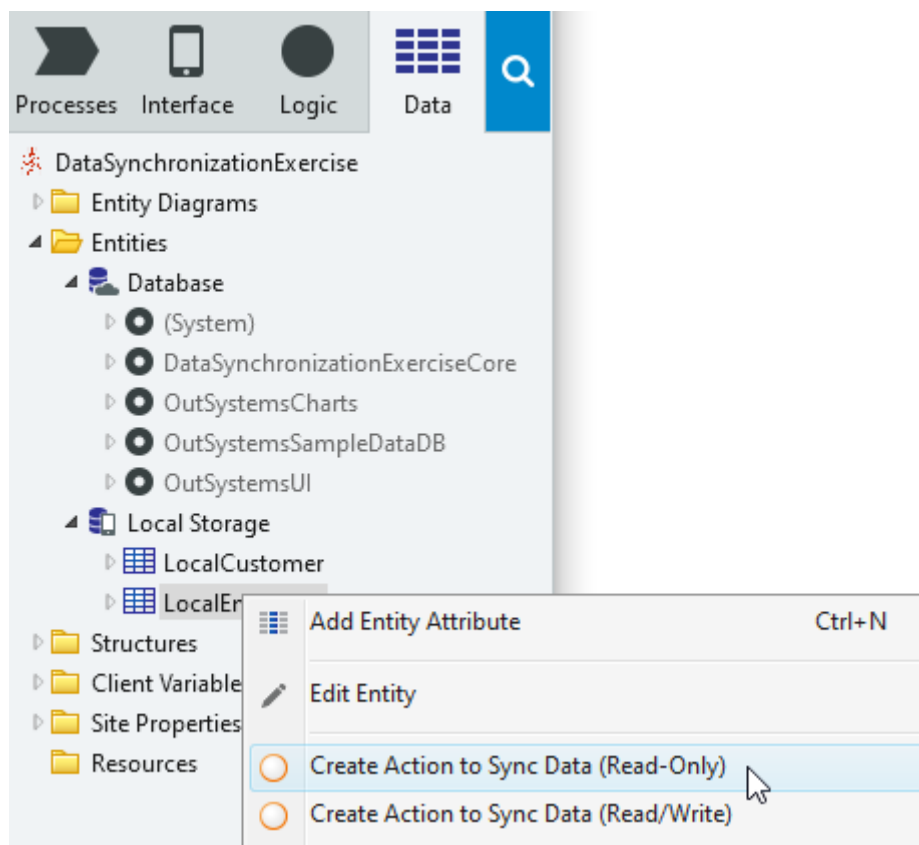 Processes Interface Logic Data
DataSynchronizationExercise
Entity Diagrams
Entities
Database
(System)
DataSynchronizationExerciseCore
OutSystemsCharts
OutSystemsSampleDataDB
OutSystemsUI
Local Storage
LocalCustomer
Add Entity Attribute Ctrl+N
Structures
Client Variable
Edit Entity
Site Properties
Resources
Create Action to Sync Data (Read-Only)
Create Action to Sync Data (Read/Write)